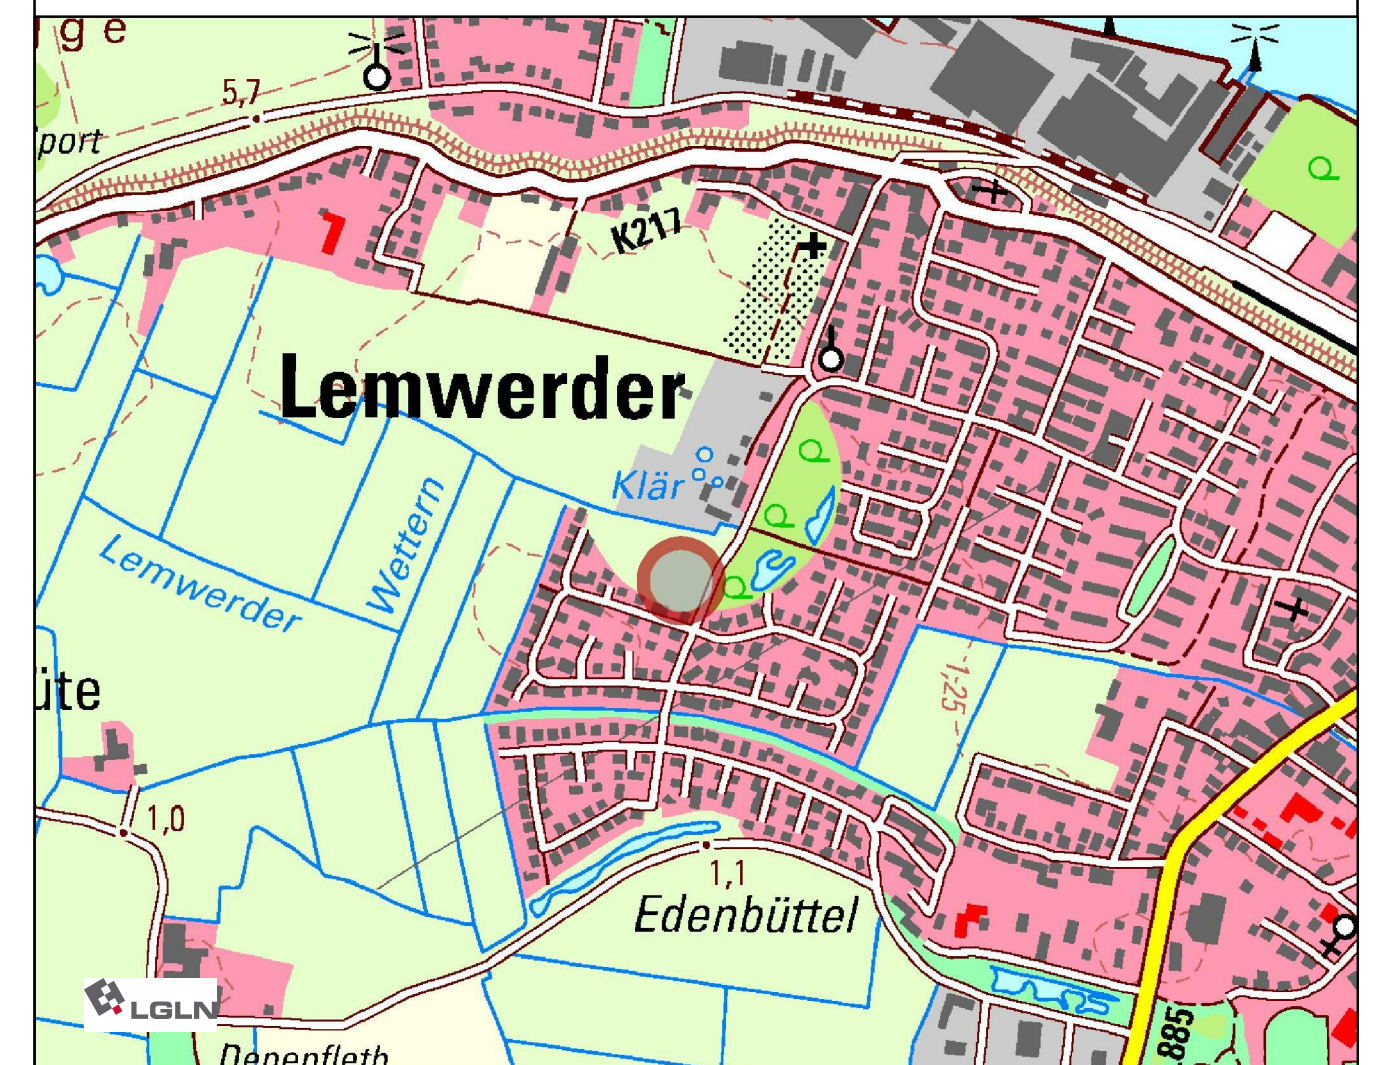 ge
5,7
port
K217
Lemwerder
Klär
Wettern
Lemwerder
üte
1,25
1,0
1,1
Edenbüttel
LGLN
885
Depenfleth